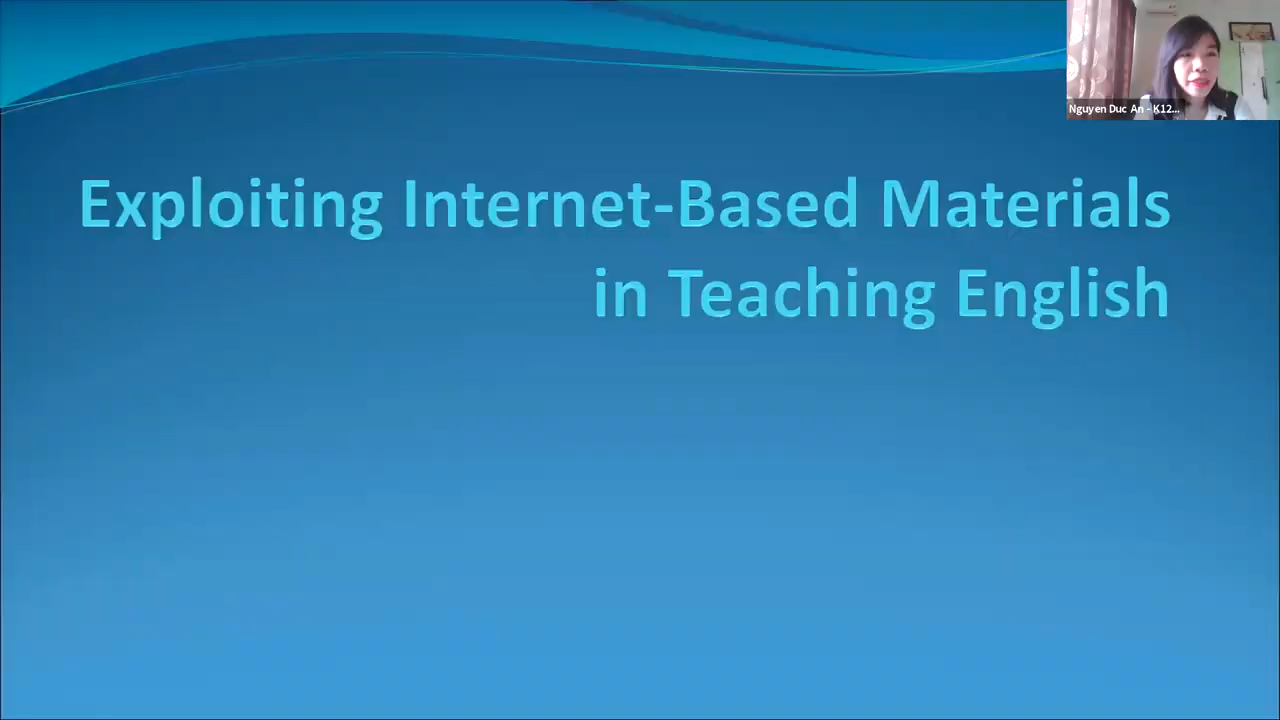 Nguyen Duc An - K12...
Exploiting Internet-Based Materials
in Teaching English